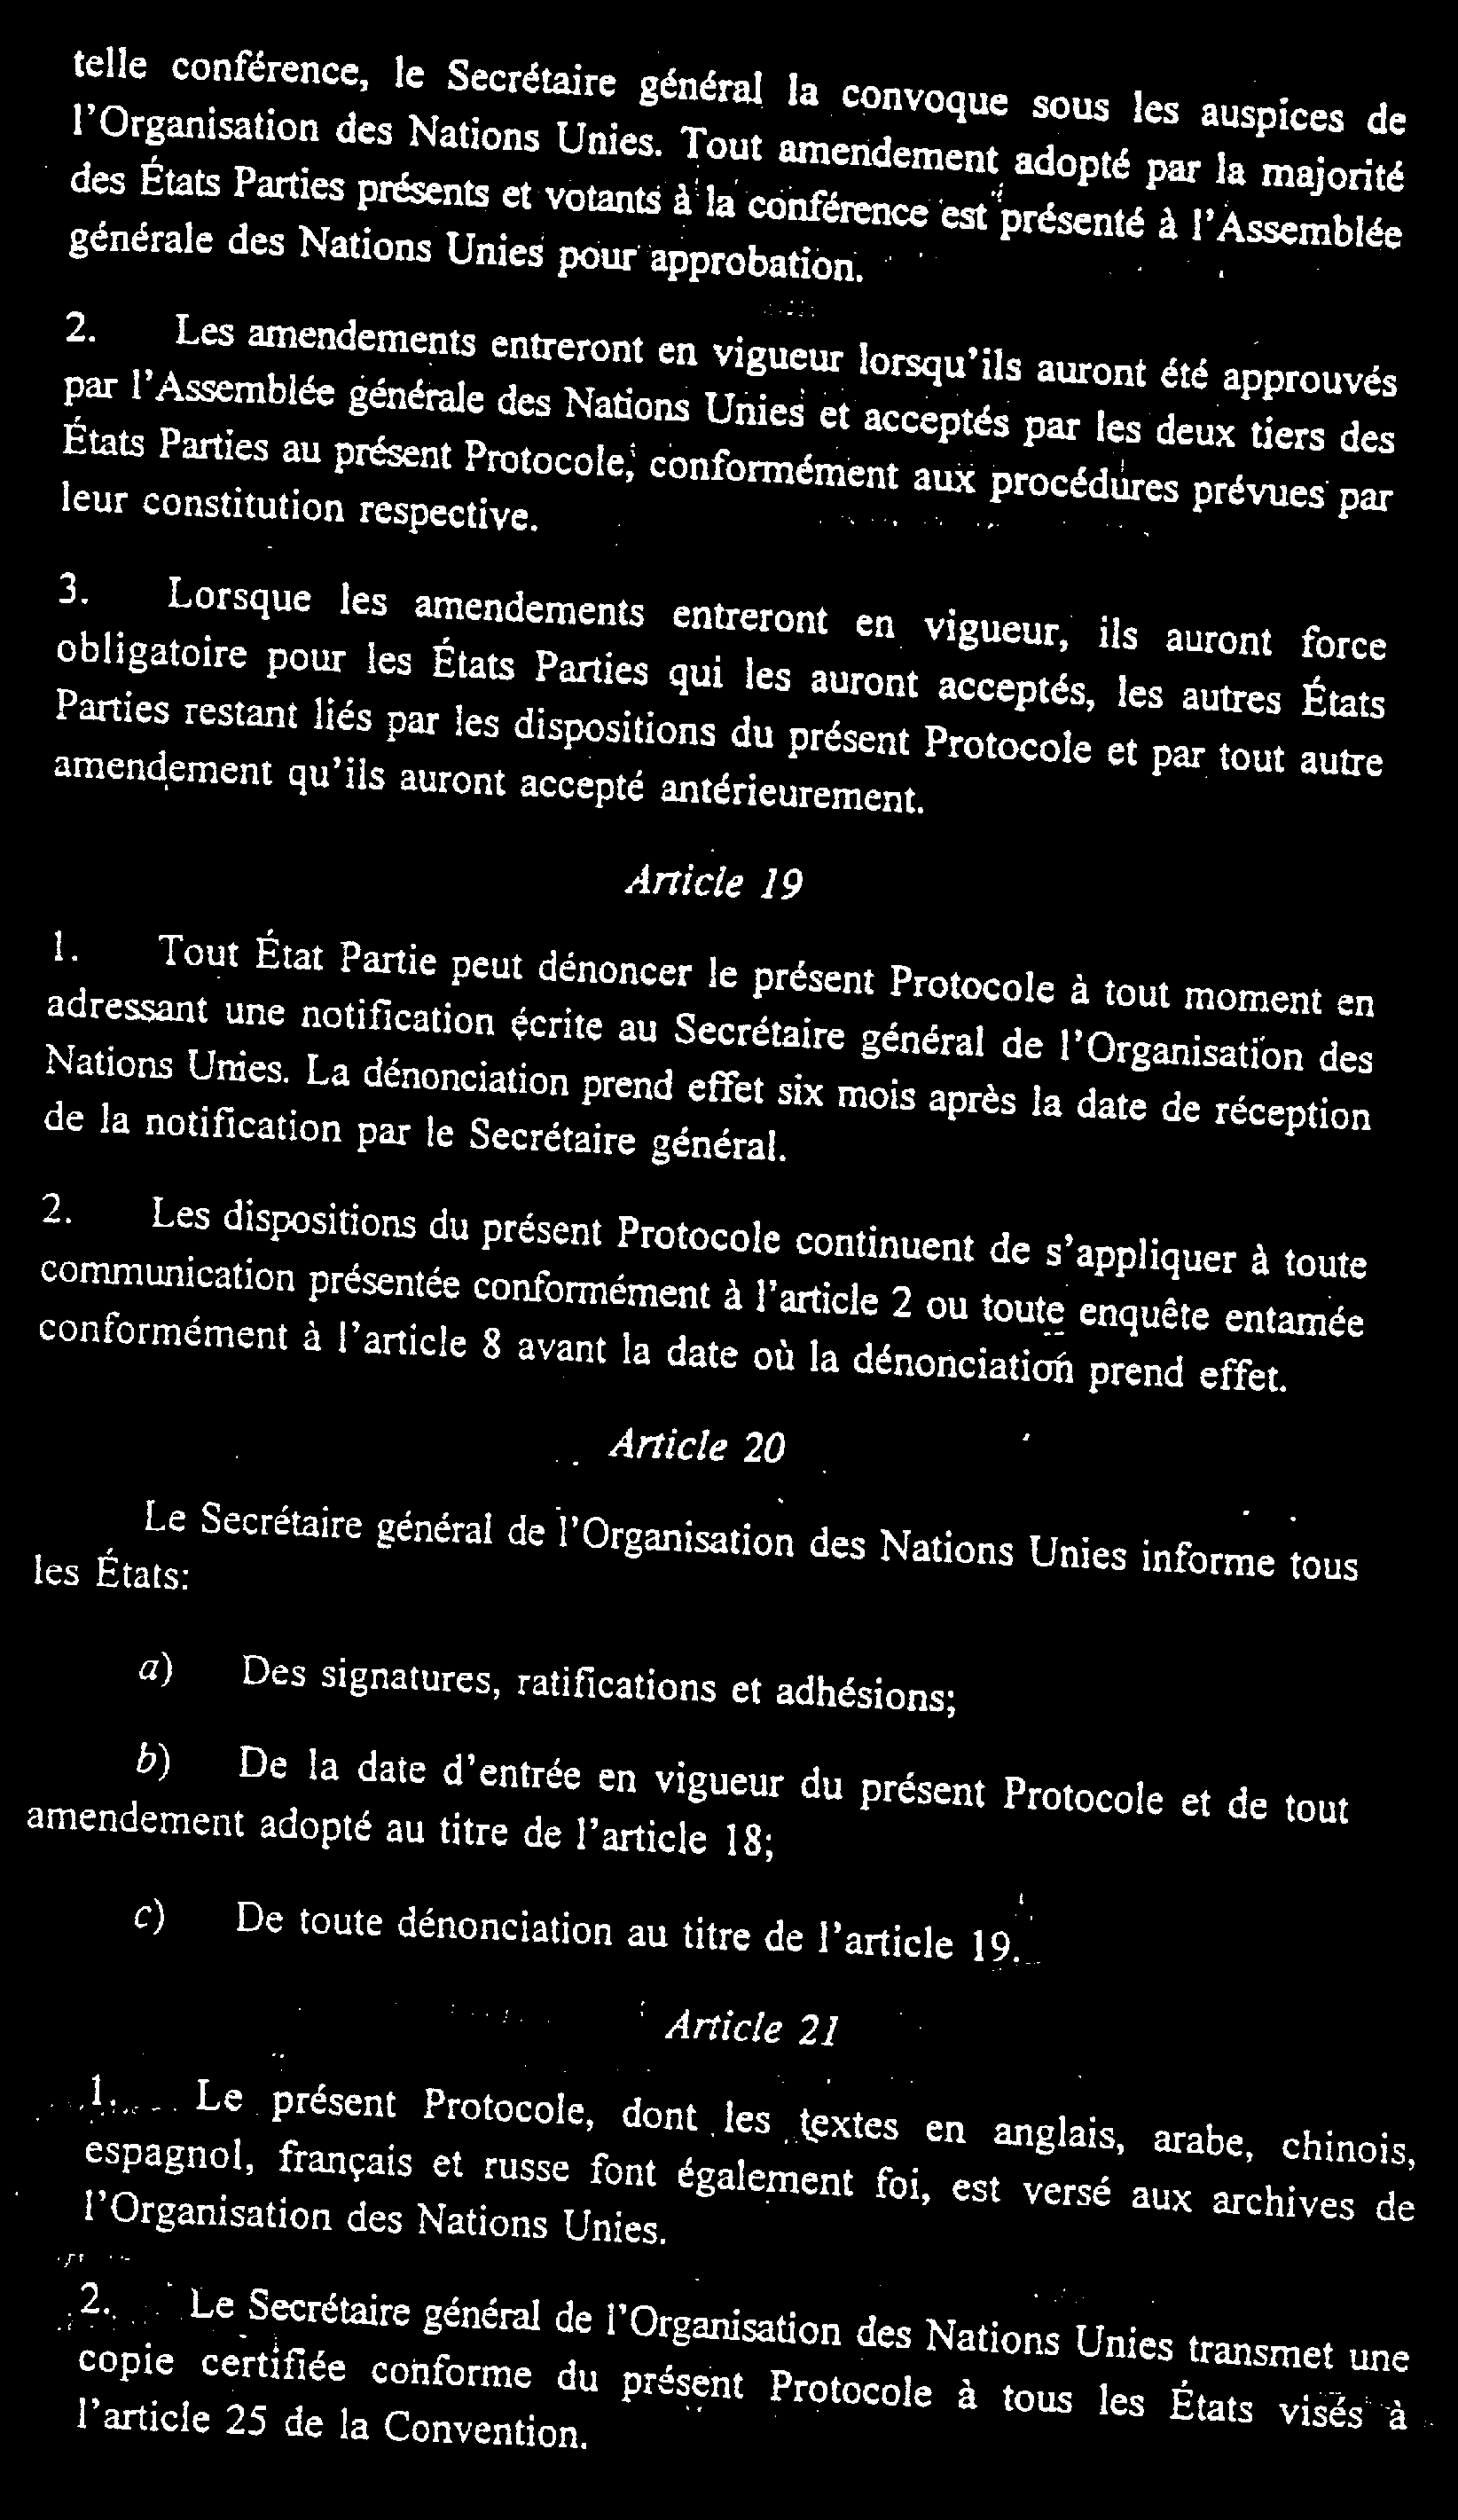 telle conférence, le Secrétaire général la convoque sous les auspices de
l'Organisation des Nations Unies. Tout amendement adopté par la majorité
des États Parties présents et votants à la conférence est présenté à l'Assemblée
générale des Nations Unies pour approbation.
2. Les amendements entreront en vigueur lorsqu'ils auront été approuvés
par l'Assemblée générale des Nations Unies et acceptés par les deux tiers des
États Parties au présent Protocole, conformément aux procédures prévues par
leur constitution respective.
3. Lorsque les amendements entreront en vigueur, ils auront force
obligatoire pour les États Parties qui les auront acceptés, les autres États
Parties restant liés par les dispositions du présent Protocole et par tout autre
amendement qu'ils auront accepté antérieurement.
Article 19
1. Tout État Partie peut dénoncer le présent Protocole à tout moment en
adressant une notification écrite au Secrétaire général de l'Organisation des
Nations Unies. La dénonciation prend effet six mois après la date de réception
de la notification par le Secrétaire général.
2. Les dispositions du présent Protocole continuent de s'appliquer à toute
communication présentée conformément à l'article 2 ou toute enquête entamée
conformément à l'article 8 avant la date où la dénonciation prend effet.
Article 20
Le Secrétaire général de l'Organisation des Nations Unies informe tous
les États:
a) Des signatures, ratifications et adhésions;
b) De la date d'entrée en vigueur du présent Protocole et de tout
amendement adopté au titre de l'article 18;
c) De toute dénonciation au titre de l'article 19.
Article 21
1. Le présent Protocole, dont les textes en anglais, arabe, chinois,
espagnol, français et russe font également foi, est versé aux archives de
l'Organisation des Nations Unies.
2. Le Secrétaire général de l'Organisation des Nations Unies transmet une
copie certifiée conforme du présent Protocole à tous les États visés à
l'article 25 de la Convention.